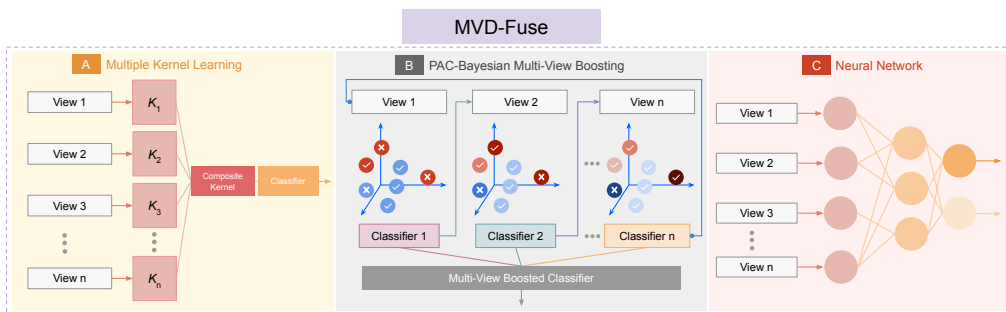 MVD-Fuse
A Multiple Kernel Learning
View 1
K1
View 2
K2
View 3
K3
View n
Kn
Composite
Kernel
Classifier
B PAC-Bayesian Multi-View Boosting
View 1
View 2
View n
Classifier 1
Classifier 2
Classifier n
Multi-View Boosted Classifier
C Neural Network
View 1
View 2
View 3
View n